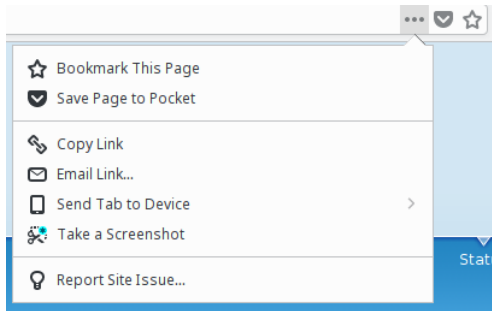 Bookmark This Page
Save Page to Pocket
Copy Link
Email Link...
Send Tab to Device
Take a Screenshot
Report Site Issue...